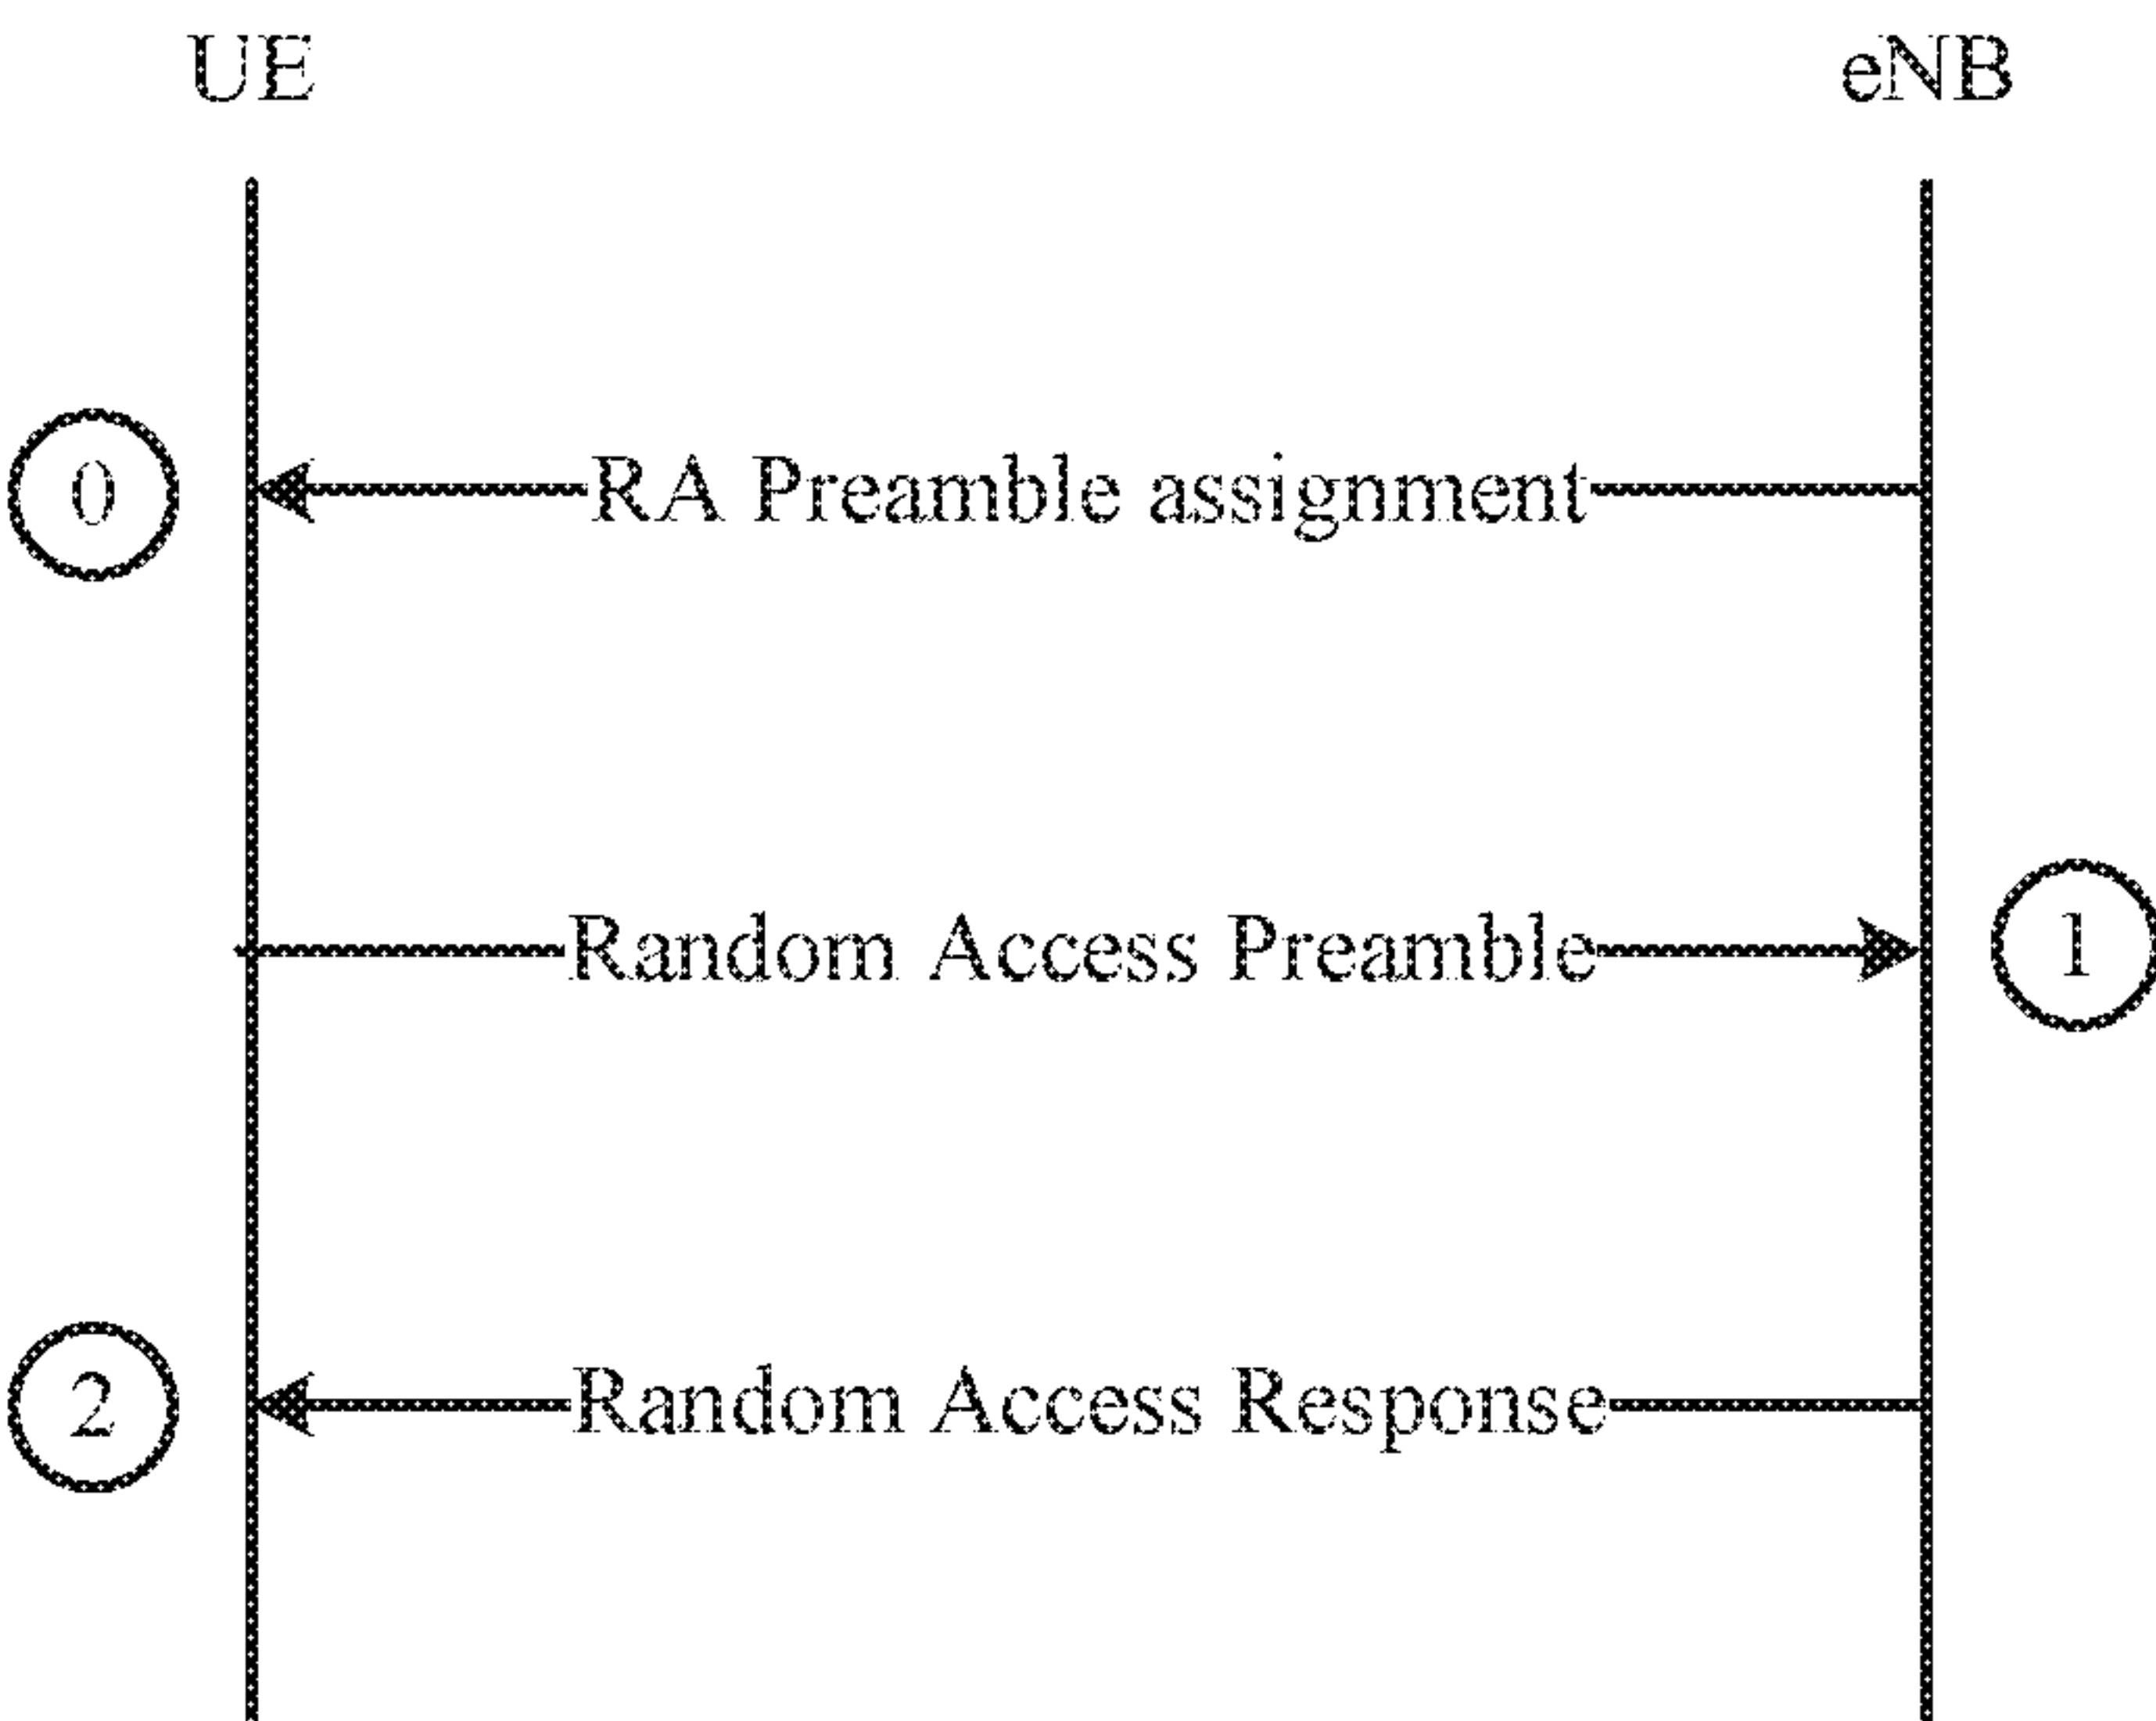 UE
eNB
0
RA Preamble assignment
Random Access Preamble
1
2
Random Access Response